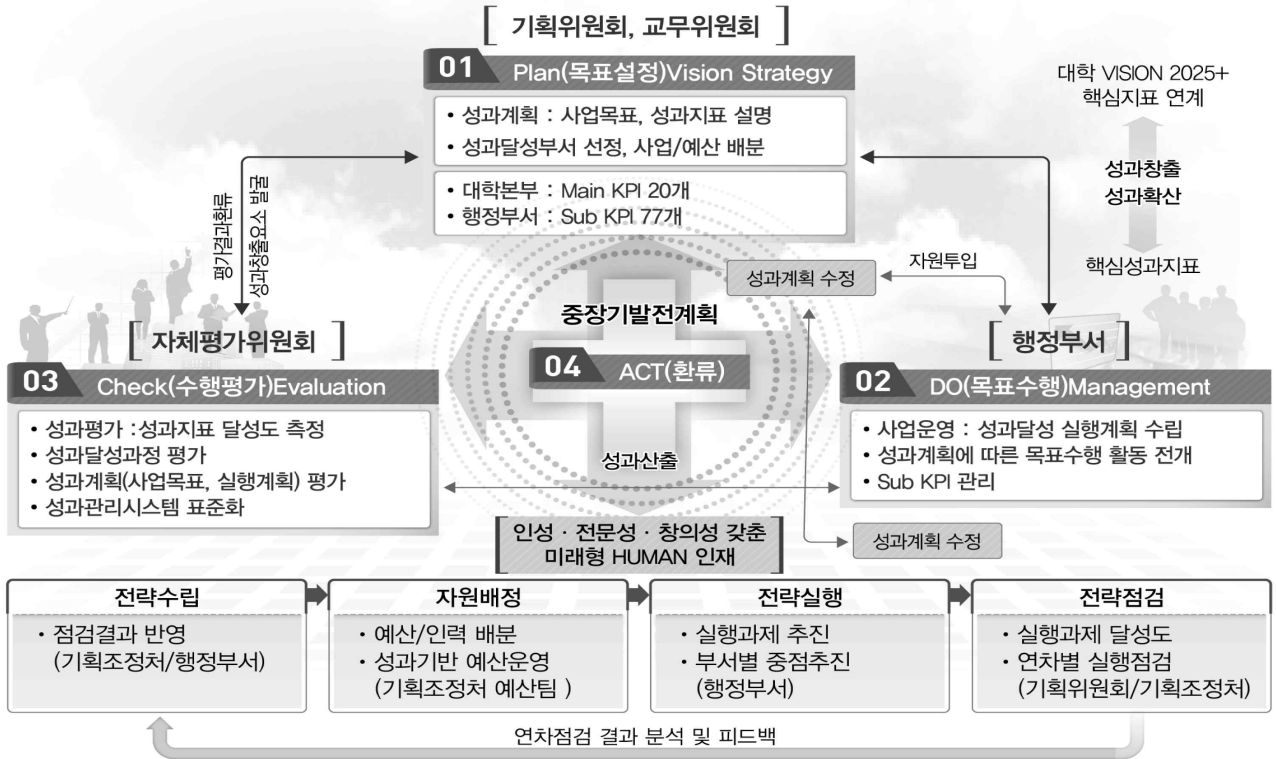 [ 기획위원회, 교무위원회 ]
01 Plan(목표설정)Vision Strategy
• 성과계획 : 사업목표, 성과지표 설명
• 성과달성부서 선정, 사업/예산 배분
• 대학본부 : Main KPI 20개
• 행정부서 : Sub KPI 77개
대학 VISION 2025+
핵심지표 연계
성과창출
성과확산
핵심성과지표
평가결과환류
성과창출요소 발굴
자원투입
성과계획 수정
중장기발전계획
[ 자체평가위원회 ]
[ 행정부서 ]
03 Check(수행평가)Evaluation
• 성과평가 :성과지표 달성도 측정
• 성과달성과정 평가
• 성과계획(사업목표, 실행계획) 평가
• 성과관리시스템 표준화
04 ACT(환류)
성과산출
02 DO(목표수행)Management
• 사업운영 : 성과달성 실행계획 수립
• 성과계획에 따른 목표수행 활동 전개
• Sub KPI 관리
인성 · 전문성 · 창의성 갖춘
미래형 HUMAN 인재
성과계획 수정
전략수립
• 점검결과 반영
(기획조정처/행정부서)
자원배정
• 예산/인력 배분
• 성과기반 예산운영
(기획조정처 예산팀 )
전략실행
• 실행과제 추진
• 부서별 중점추진
(행정부서)
전략점검
• 실행과제 달성도
• 연차별 실행점검
(기획위원회/기획조정처)
연차점검 결과 분석 및 피드백